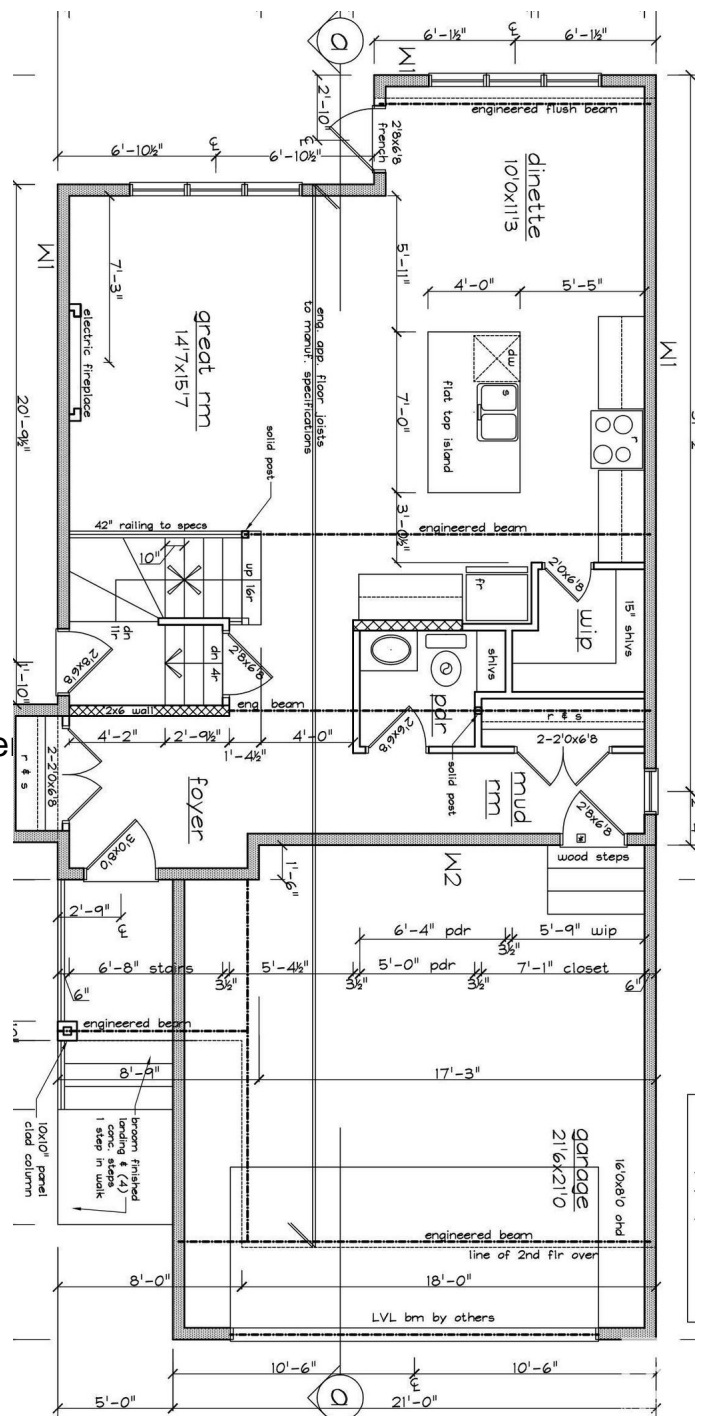 6'-1½"
℄
6'-1½"
a
W1
2'-10"
engineered flush beam
2'8x6'8
french
6'-10½"
℄
6'-10½"
℄
dinette
10'0x11'3
W1
7'-3"
5'-11"
4'-0"
5'-5"
electric fireplace
great rm
14'7x15'7
eng. app. floor joists
to manuf. specifications
dw
s
flat top island
7'-0"
r
W1
20'-9½"
solid post
42" railing to specs
engineered beam
3'-0½"
10"
up 16r
fr
2'0x6'8
wip
15" shlvs
dn
11r
dn 4r
2'8x6'8
2'8x6'8
shlvs
pdr
1'-10"
2x6 wall
eng beam
r & s
4'-2"
2'-9½"
4'-0"
1'-4½"
2'6x6'8
solid post
2-2'0x6'8
r & s
2-2'0x6'8
foyer
mud
rm
2'8x6'8
3'0x8'0
1'-6"
W2
wood steps
2'-9"
℄
6'-4" pdr
3½"
5'-9" wip
6'-8" stairs
5'-4½"
5'-0" pdr
7'-1" closet
6"
3½"
3½"
3½"
6"
engineered beam
8'-9"
17'-3"
10x10" panel
clad column
broom finished
landing & (4)
conc. steps
1 step in walk
garage
21'6x21'0
16'0x8'0 ohd
engineered beam
line of 2nd flr over
8'-0"
18'-0"
LVL bm by others
10'-6"
℄
10'-6"
a
5'-0"
21'-0"